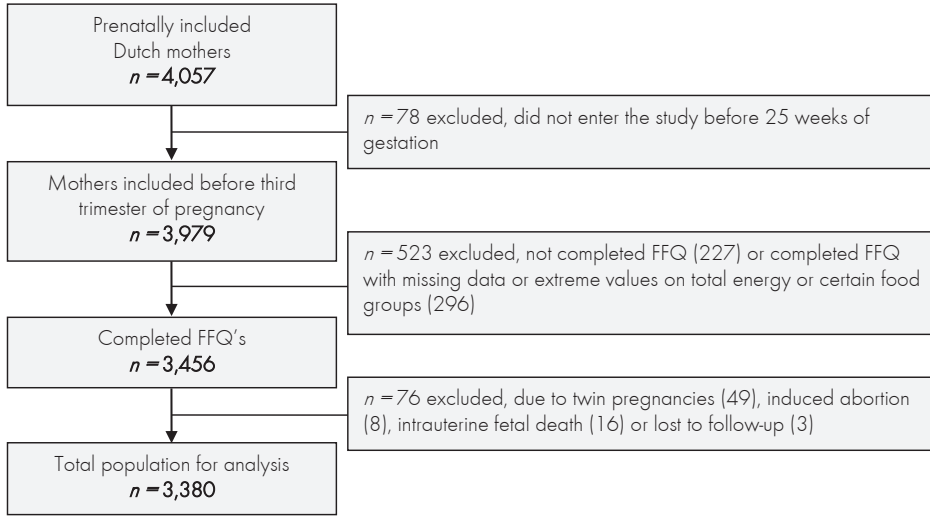 Prenatally included
Dutch mothers
n = 4,057
n = 78 excluded, did not enter the study before 25 weeks of
gestation
Mothers included before third
trimester of pregnancy
n = 3,979
n = 523 excluded, not completed FFQ (227) or completed FFQ
with missing data or extreme values on total energy or certain food
groups (296)
Completed FFQ's
n = 3,456
n = 76 excluded, due to twin pregnancies (49), induced abortion
(8), intrauterine fetal death (16) or lost to follow-up (3)
Total population for analysis
n = 3,380